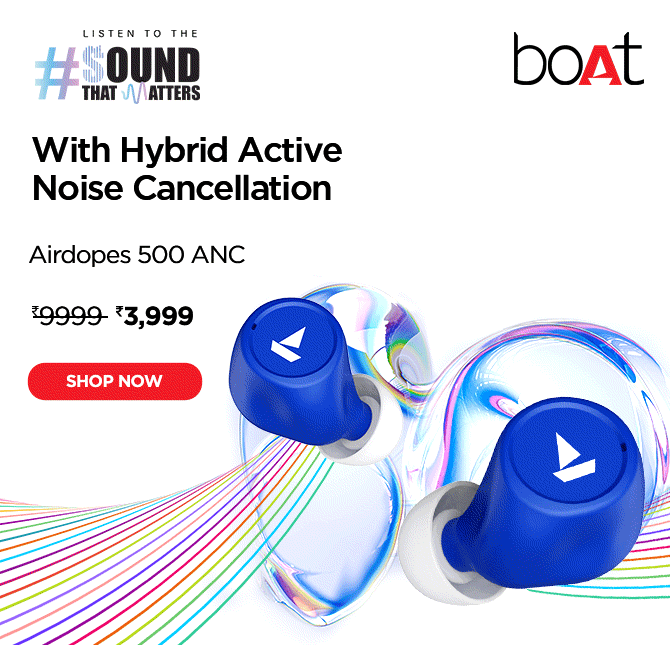 LISTEN TO THE
#SOUND
THAT MATTERS
boAt
With Hybrid Active
Noise Cancellation
Airdopes 500 ANC
₹9999 ₹3,999
SHOP NOW